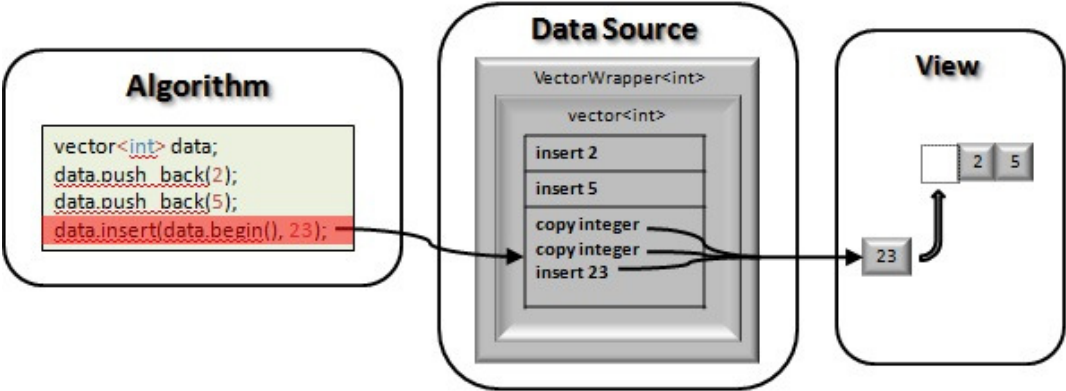 Algorithm
vector<int> data;
data.push_back(2);
data.push_back(5);
data.insert(data.begin(), 23);
Data Source
VectorWrapper<int>
vector<int>
insert 2
insert 5
copy integer
copy integer
insert 23
View
2 5
23